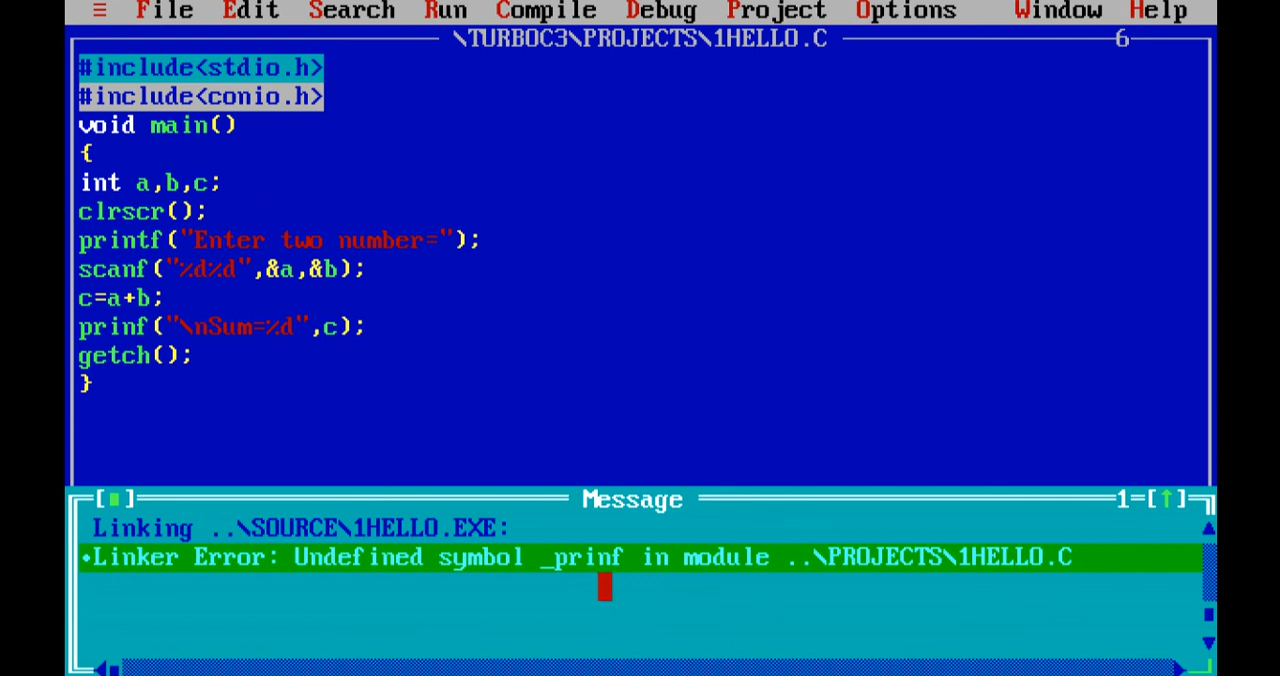 ≡ File Edit Search Run Compile Debug Project Options Window Help
\TURBOC3\PROJECTS\1HELLO.C 6
#include<stdio.h>
#include<conio.h>
void main()
{
int a,b,c;
clrscr();
printf("Enter two number=");
scanf("%d%d",&a,&b);
c=a+b;
prinf("\nSum=%d",c);
getch();
}
[■] Message 1=[↑]
Linking ..\SOURCE\1HELLO.EXE:
•Linker Error: Undefined symbol _prinf in module ..\PROJECTS\1HELLO.C